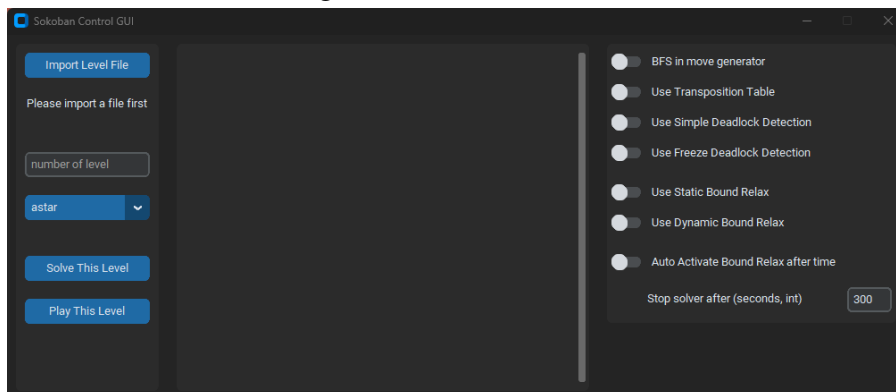 Sokoban Control GUI
Import Level File
Please import a file first
number of level
astar
Solve This Level
Play This Level
BFS in move generator
Use Transposition Table
Use Simple Deadlock Detection
Use Freeze Deadlock Detection
Use Static Bound Relax
Use Dynamic Bound Relax
Auto Activate Bound Relax after time
Stop solver after (seconds, int) 300